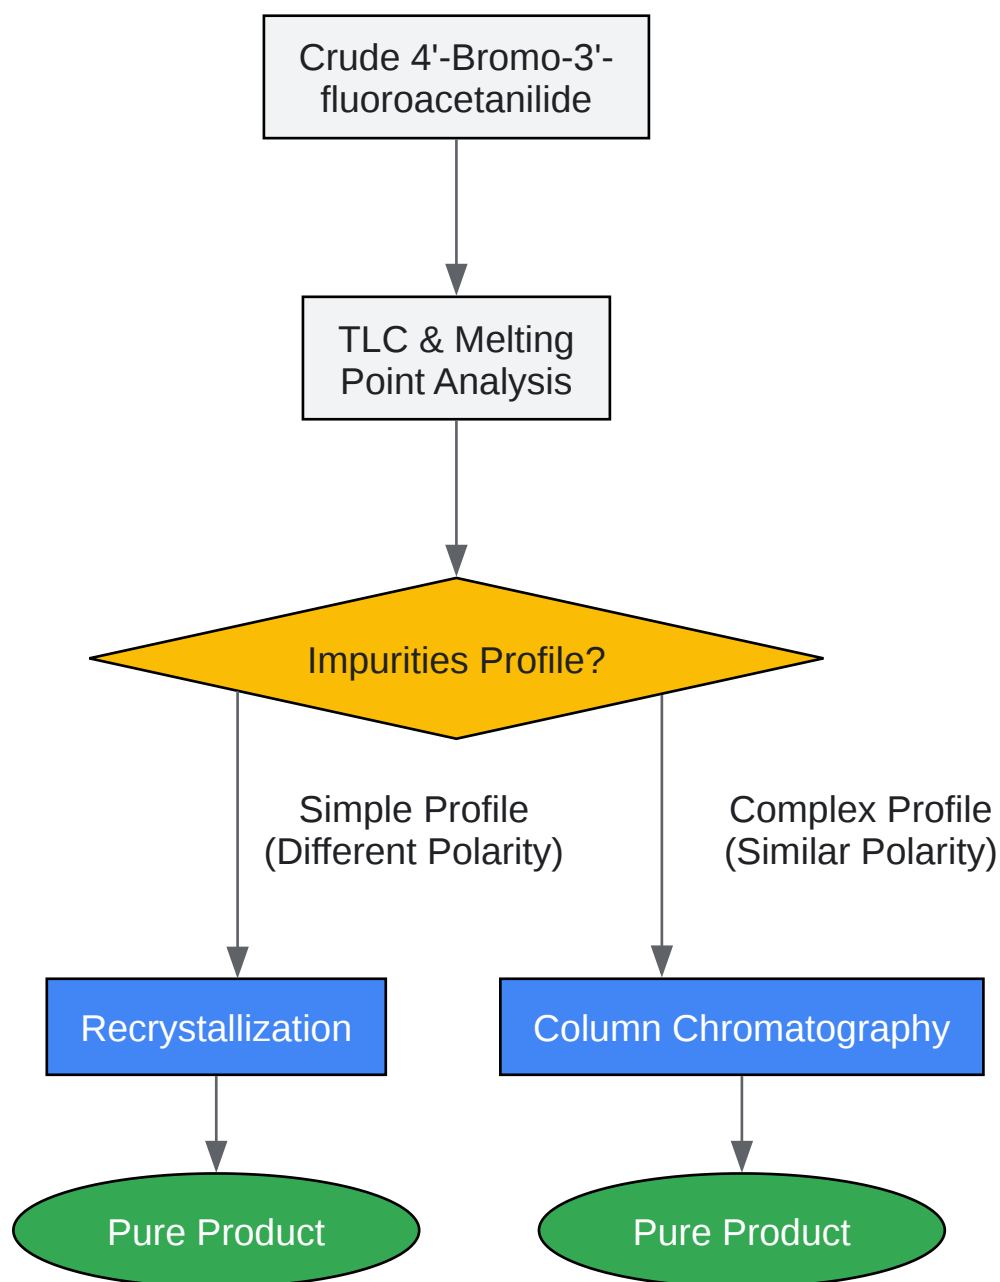 Crude 4'-Bromo-3'-
fluoroacetanilide
TLC & Melting
Point Analysis
Impurities Profile?
Simple Profile
(Different Polarity)
Complex Profile
(Similar Polarity)
Recrystallization
Column Chromatography
Pure Product
Pure Product